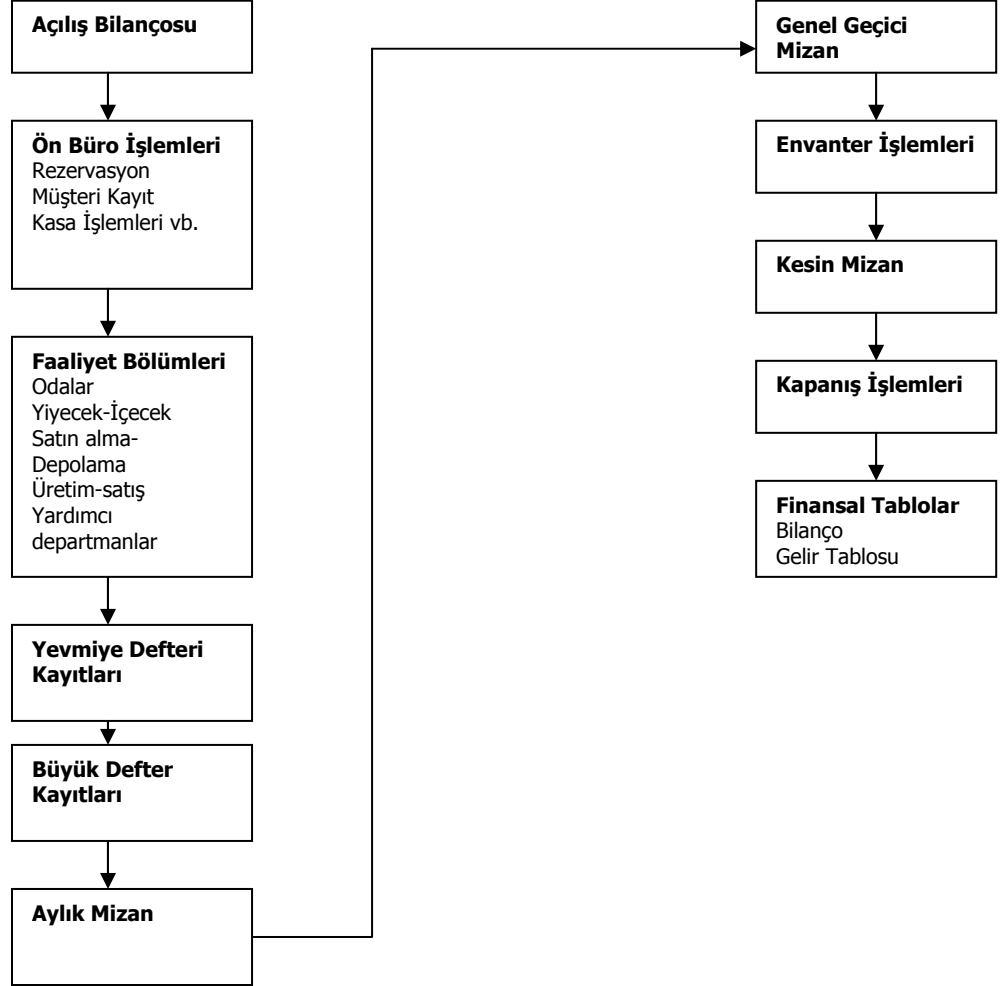 Açılış Bilançosu
Ön Büro İşlemleri
Rezervasyon
Müşteri Kayıt
Kasa İşlemleri vb.
Faaliyet Bölümleri
Odalar
Yiyecek-İçecek
Satın alma-
Depolama
Üretim-satış
Yardımcı
departmanlar
Yevmiye Defteri
Kayıtları
Büyük Defter
Kayıtları
Aylık Mizan
Genel Geçici
Mizan
Envanter İşlemleri
Kesin Mizan
Kapanış İşlemleri
Finansal Tablolar
Bilanço
Gelir Tablosu